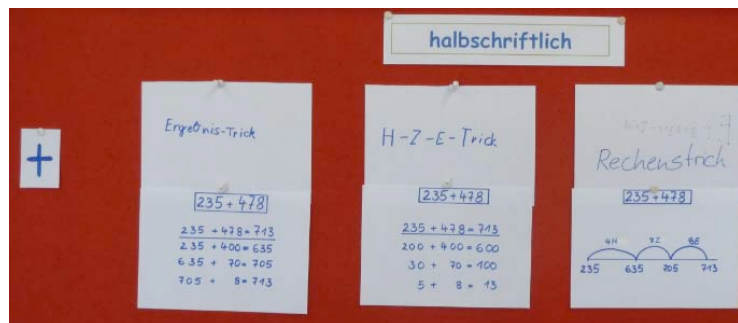 halbschriftlich
+
Ergebnis-Trick
235 + 478
235 + 478 = 713
235 + 400 = 635
635 + 70 = 705
705 + 8 = 713
H-Z-E-Trick
235 + 478
235 + 478 = 713
200 + 400 = 600
30 + 70 = 100
5 + 8 = 13
Rechenstrich
235 + 478
4H 7Z 8E
235 635 705 713